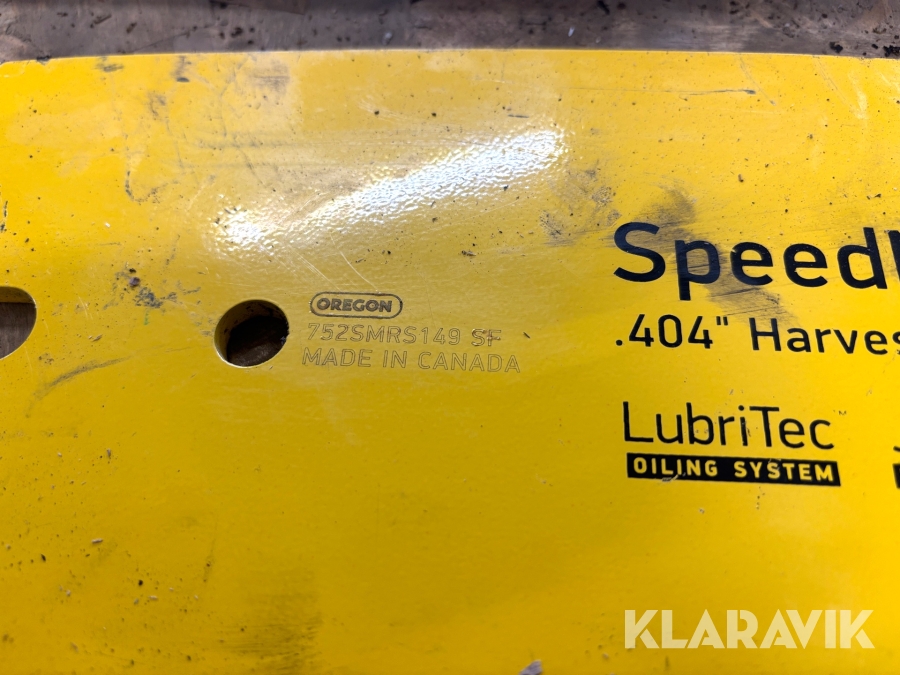 OREGON
752SMRS149 SF
MADE IN CANADA
Speed
.404" Harves
LubriTec
OILING SYSTEM
KLARAVIK